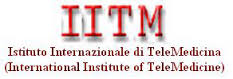 IITM
Istituto Internazionale di TeleMedicina
(International Institute of TeleMedicine)